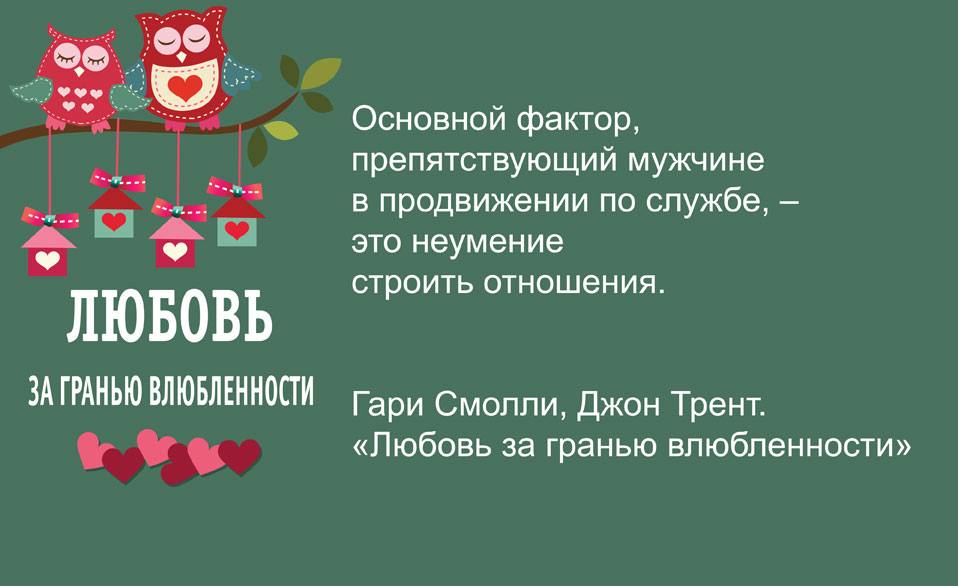 ЛЮБОВЬ
ЗА ГРАНЬЮ ВЛЮБЛЕННОСТИ
Основной фактор,
препятствующий мужчине
в продвижении по службе, –
это неумение
строить отношения.
Гари Смолли, Джон Трент.
«Любовь за гранью влюбленности»